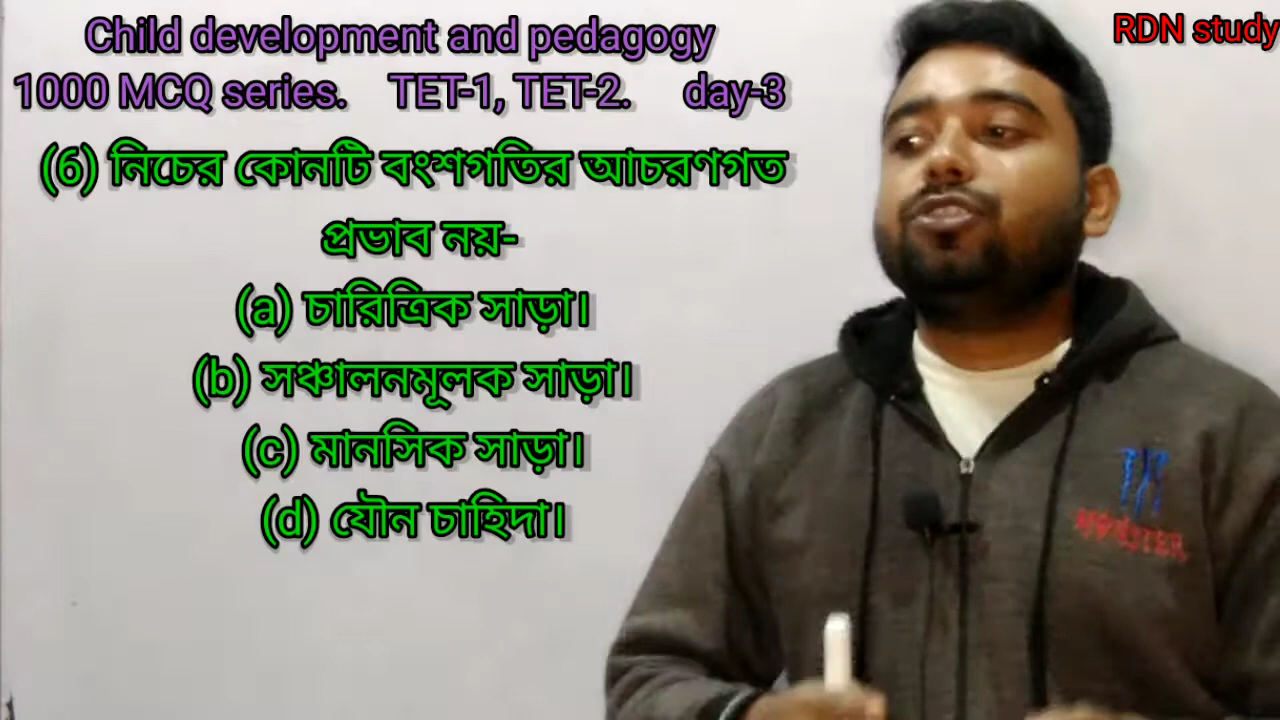 Child development and pedagogy
RDN study
1000 MCQ series. TET-1, TET-2. day-3
(6) নিচের কোনটি বংশগতির আচরণগত
প্রভাব নয়-
(a) চারিত্রিক সাড়া।
(b) সঞ্চালনমূলক সাড়া।
(c) মানসিক সাড়া।
(d) যৌন চাহিদা।
MONSTER